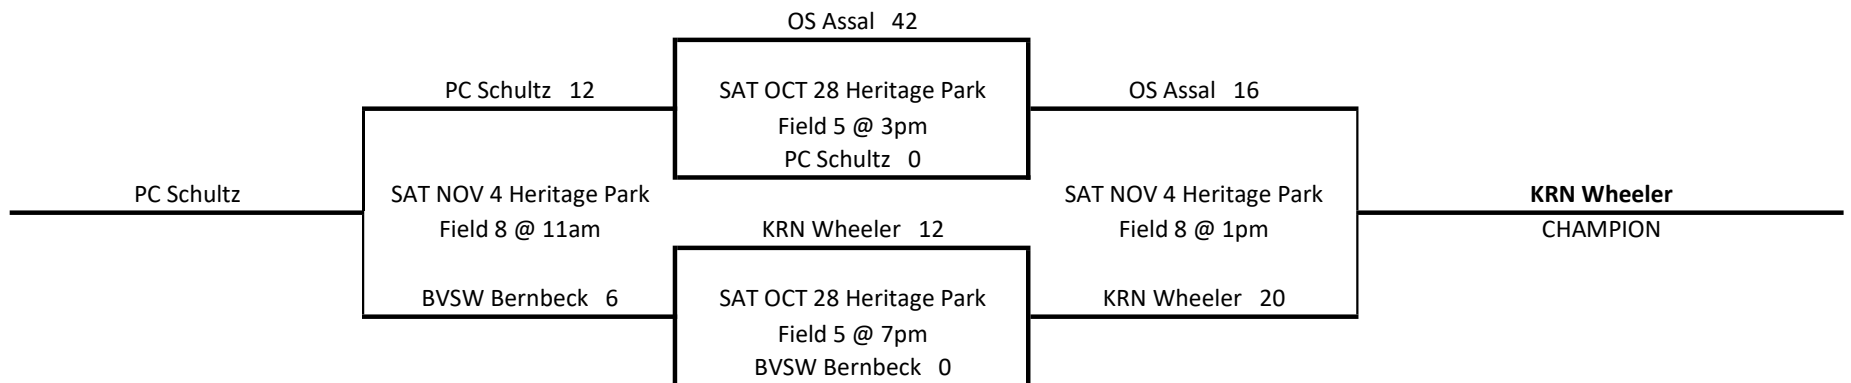 OS Assal 42
PC Schultz 12
SAT OCT 28 Heritage Park
OS Assal 16
Field 5 @ 3pm
PC Schultz 0
PC Schultz
SAT NOV 4 Heritage Park
SAT NOV 4 Heritage Park
KRN Wheeler
Field 8 @ 11am
KRN Wheeler 12
Field 8 @ 1pm
CHAMPION
BVSW Bernbeck 6
SAT OCT 28 Heritage Park
KRN Wheeler 20
Field 5 @ 7pm
BVSW Bernbeck 0